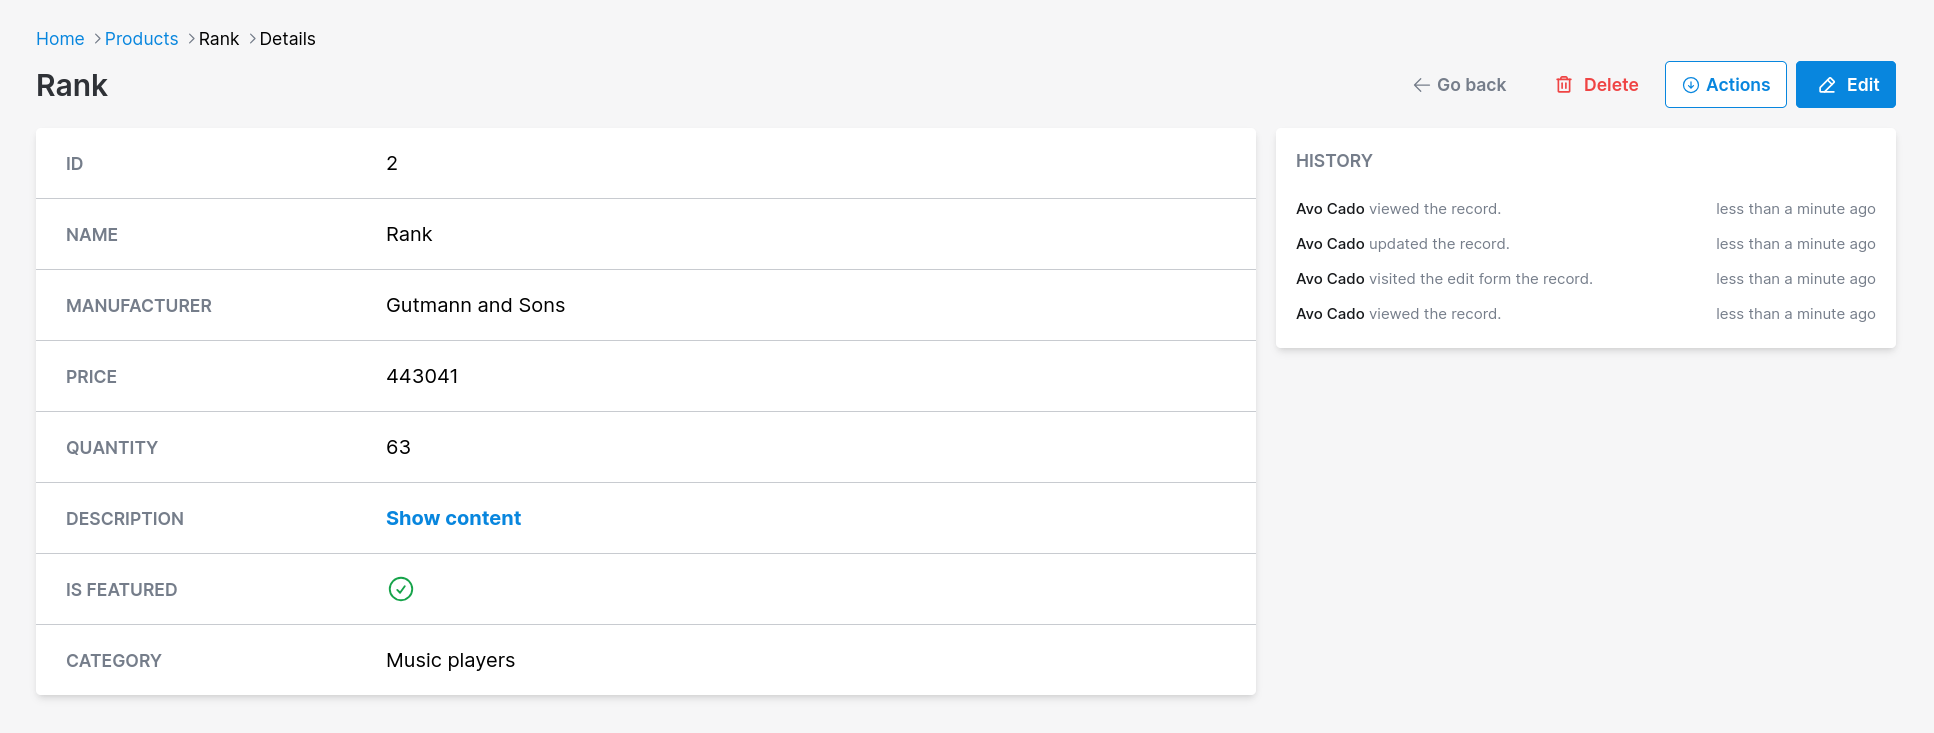 Home > Products > Rank > Details
Rank
Go back
Delete
Actions
Edit
ID 2
NAME Rank
MANUFACTURER Gutmann and Sons
PRICE 443041
QUANTITY 63
DESCRIPTION Show content
IS FEATURED
CATEGORY Music players
HISTORY
Avo Cado viewed the record. less than a minute ago
Avo Cado updated the record. less than a minute ago
Avo Cado visited the edit form the record. less than a minute ago
Avo Cado viewed the record. less than a minute ago